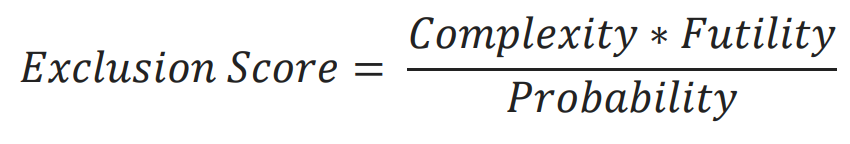 Exclusion Score = Complexity * Futility
Probability